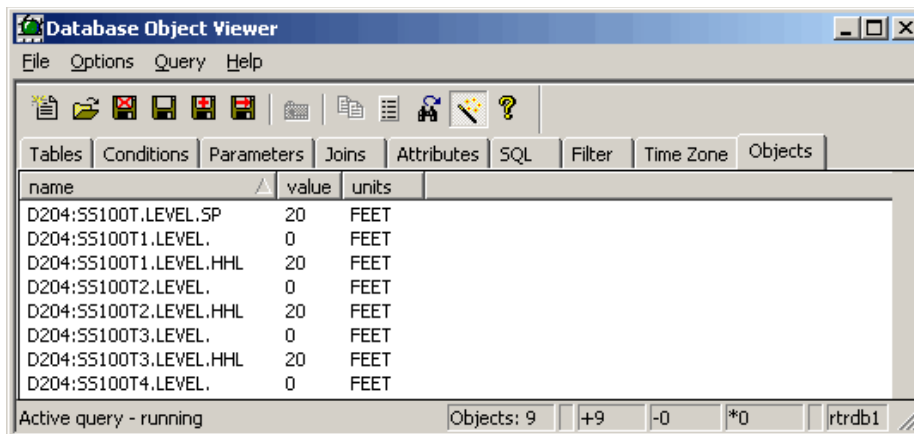 Database Object Viewer
File Options Query Help
Tables Conditions Parameters Joins Attributes SQL Filter Time Zone Objects
name value units
D204:SS100T.LEVEL.SP 20 FEET
D204:SS100T1.LEVEL. 0 FEET
D204:SS100T1.LEVEL.HHL 20 FEET
D204:SS100T2.LEVEL. 0 FEET
D204:SS100T2.LEVEL.HHL 20 FEET
D204:SS100T3.LEVEL. 0 FEET
D204:SS100T3.LEVEL.HHL 20 FEET
D204:SS100T4.LEVEL. 0 FEET
Active query - running Objects: 9 +9 -0 *0 rtrdb1